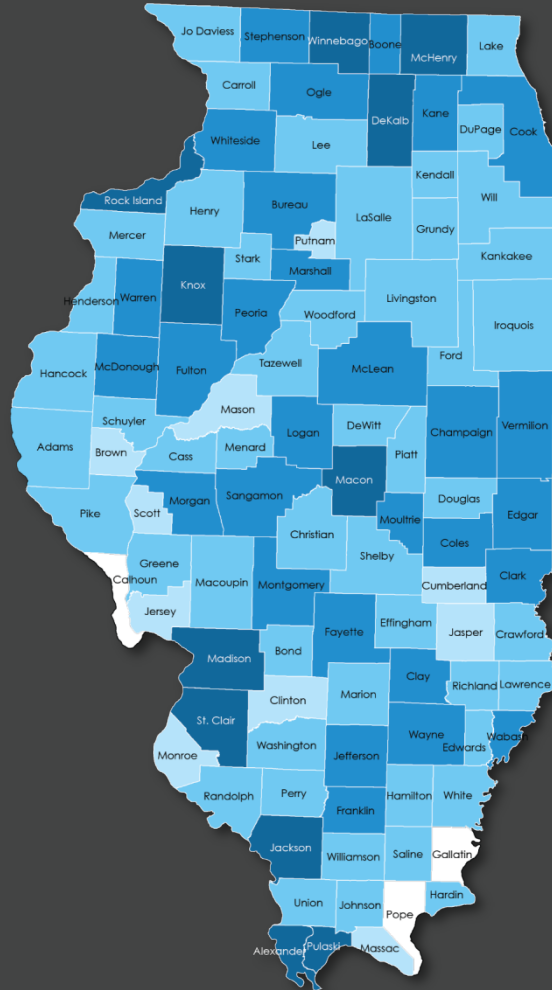 Jo Daviess
Stephenson
Winnebago
Boone
McHenry
Lake
Carroll
Ogle
DeKalb
Kane
DuPage
Cook
Whiteside
Lee
Kendall
Will
Rock Island
Henry
Bureau
LaSalle
Grundy
Mercer
Putnam
Kankakee
Stark
Marshall
Knox
Henderson
Warren
Peoria
Woodford
Livingston
Iroquois
Hancock
McDonough
Fulton
Tazewell
McLean
Ford
Mason
Schuyler
Logan
DeWitt
Champaign
Vermilion
Adams
Brown
Cass
Menard
Piatt
Macon
Pike
Scott
Morgan
Sangamon
Douglas
Edgar
Moultrie
Christian
Coles
Shelby
Greene
Calhoun
Macoupin
Montgomery
Cumberland
Clark
Jersey
Effingham
Fayette
Jasper
Crawford
Madison
Bond
Clay
Richland
Lawrence
Clinton
Marion
St. Clair
Wayne
Edwards
Wabash
Monroe
Washington
Jefferson
Randolph
Perry
Hamilton
White
Franklin
Jackson
Williamson
Saline
Gallatin
Union
Johnson
Pope
Hardin
Alexander
Pulaski
Massac